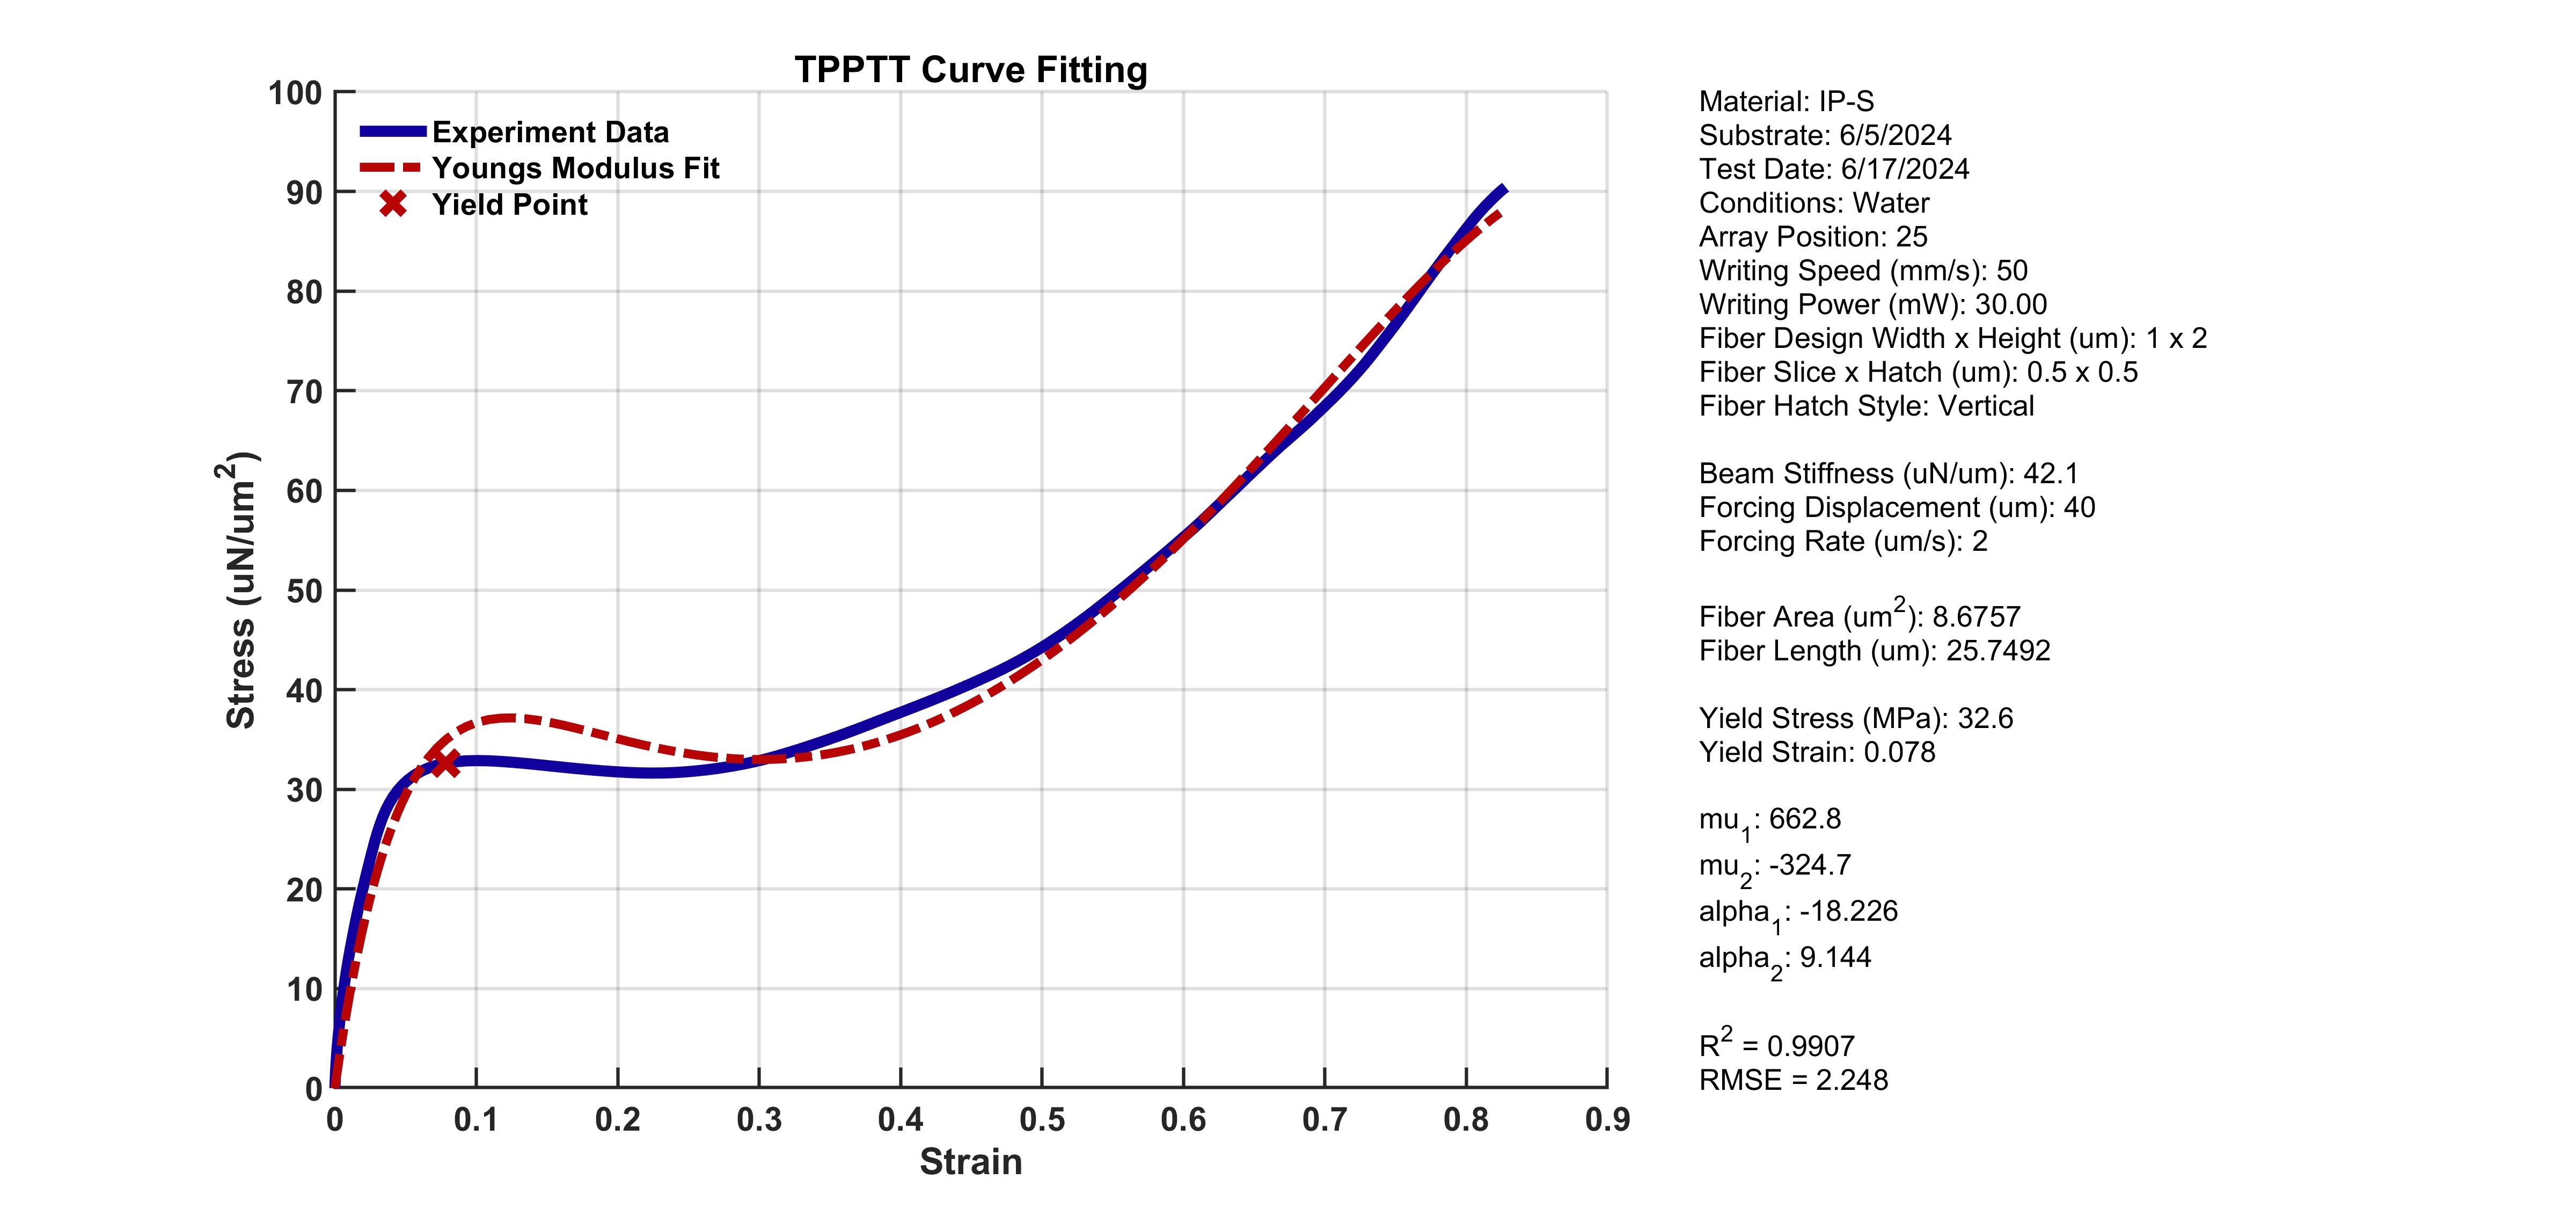 TPPTT Curve Fitting
100
90
80
70
60
50
40
30
20
10
0
Stress (uN/um²)
Experiment Data
Youngs Modulus Fit
Yield Point
0 0.1 0.2 0.3 0.4 0.5 0.6 0.7 0.8 0.9
Strain
Material: IP-S
Substrate: 6/5/2024
Test Date: 6/17/2024
Conditions: Water
Array Position: 25
Writing Speed (mm/s): 50
Writing Power (mW): 30.00
Fiber Design Width x Height (um): 1 x 2
Fiber Slice x Hatch (um): 0.5 x 0.5
Fiber Hatch Style: Vertical
Beam Stiffness (uN/um): 42.1
Forcing Displacement (um): 40
Forcing Rate (um/s): 2
Fiber Area (um²): 8.6757
Fiber Length (um): 25.7492
Yield Stress (MPa): 32.6
Yield Strain: 0.078
mu₁: 662.8
mu₂: -324.7
alpha₁: -18.226
alpha₂: 9.144
R² = 0.9907
RMSE = 2.248